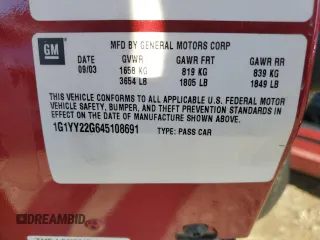 GM
MFD BY GENERAL MOTORS CORP
DATE GVWR GAWR FRT GAWR RR
09/03 1658 KG 819 KG 839 KG
3654 LB 1805 LB 1849 LB
THIS VEHICLE CONFORMS TO ALL APPLICABLE U.S. FEDERAL MOTOR
VEHICLE SAFETY, BUMPER, AND THEFT PREVENTION STANDARDS IN
EFFECT ON THE DATE OF MANUFACTURE SHOWN ABOVE.
1G1YY22G645108691 TYPE: PASS CAR
DREAMBID